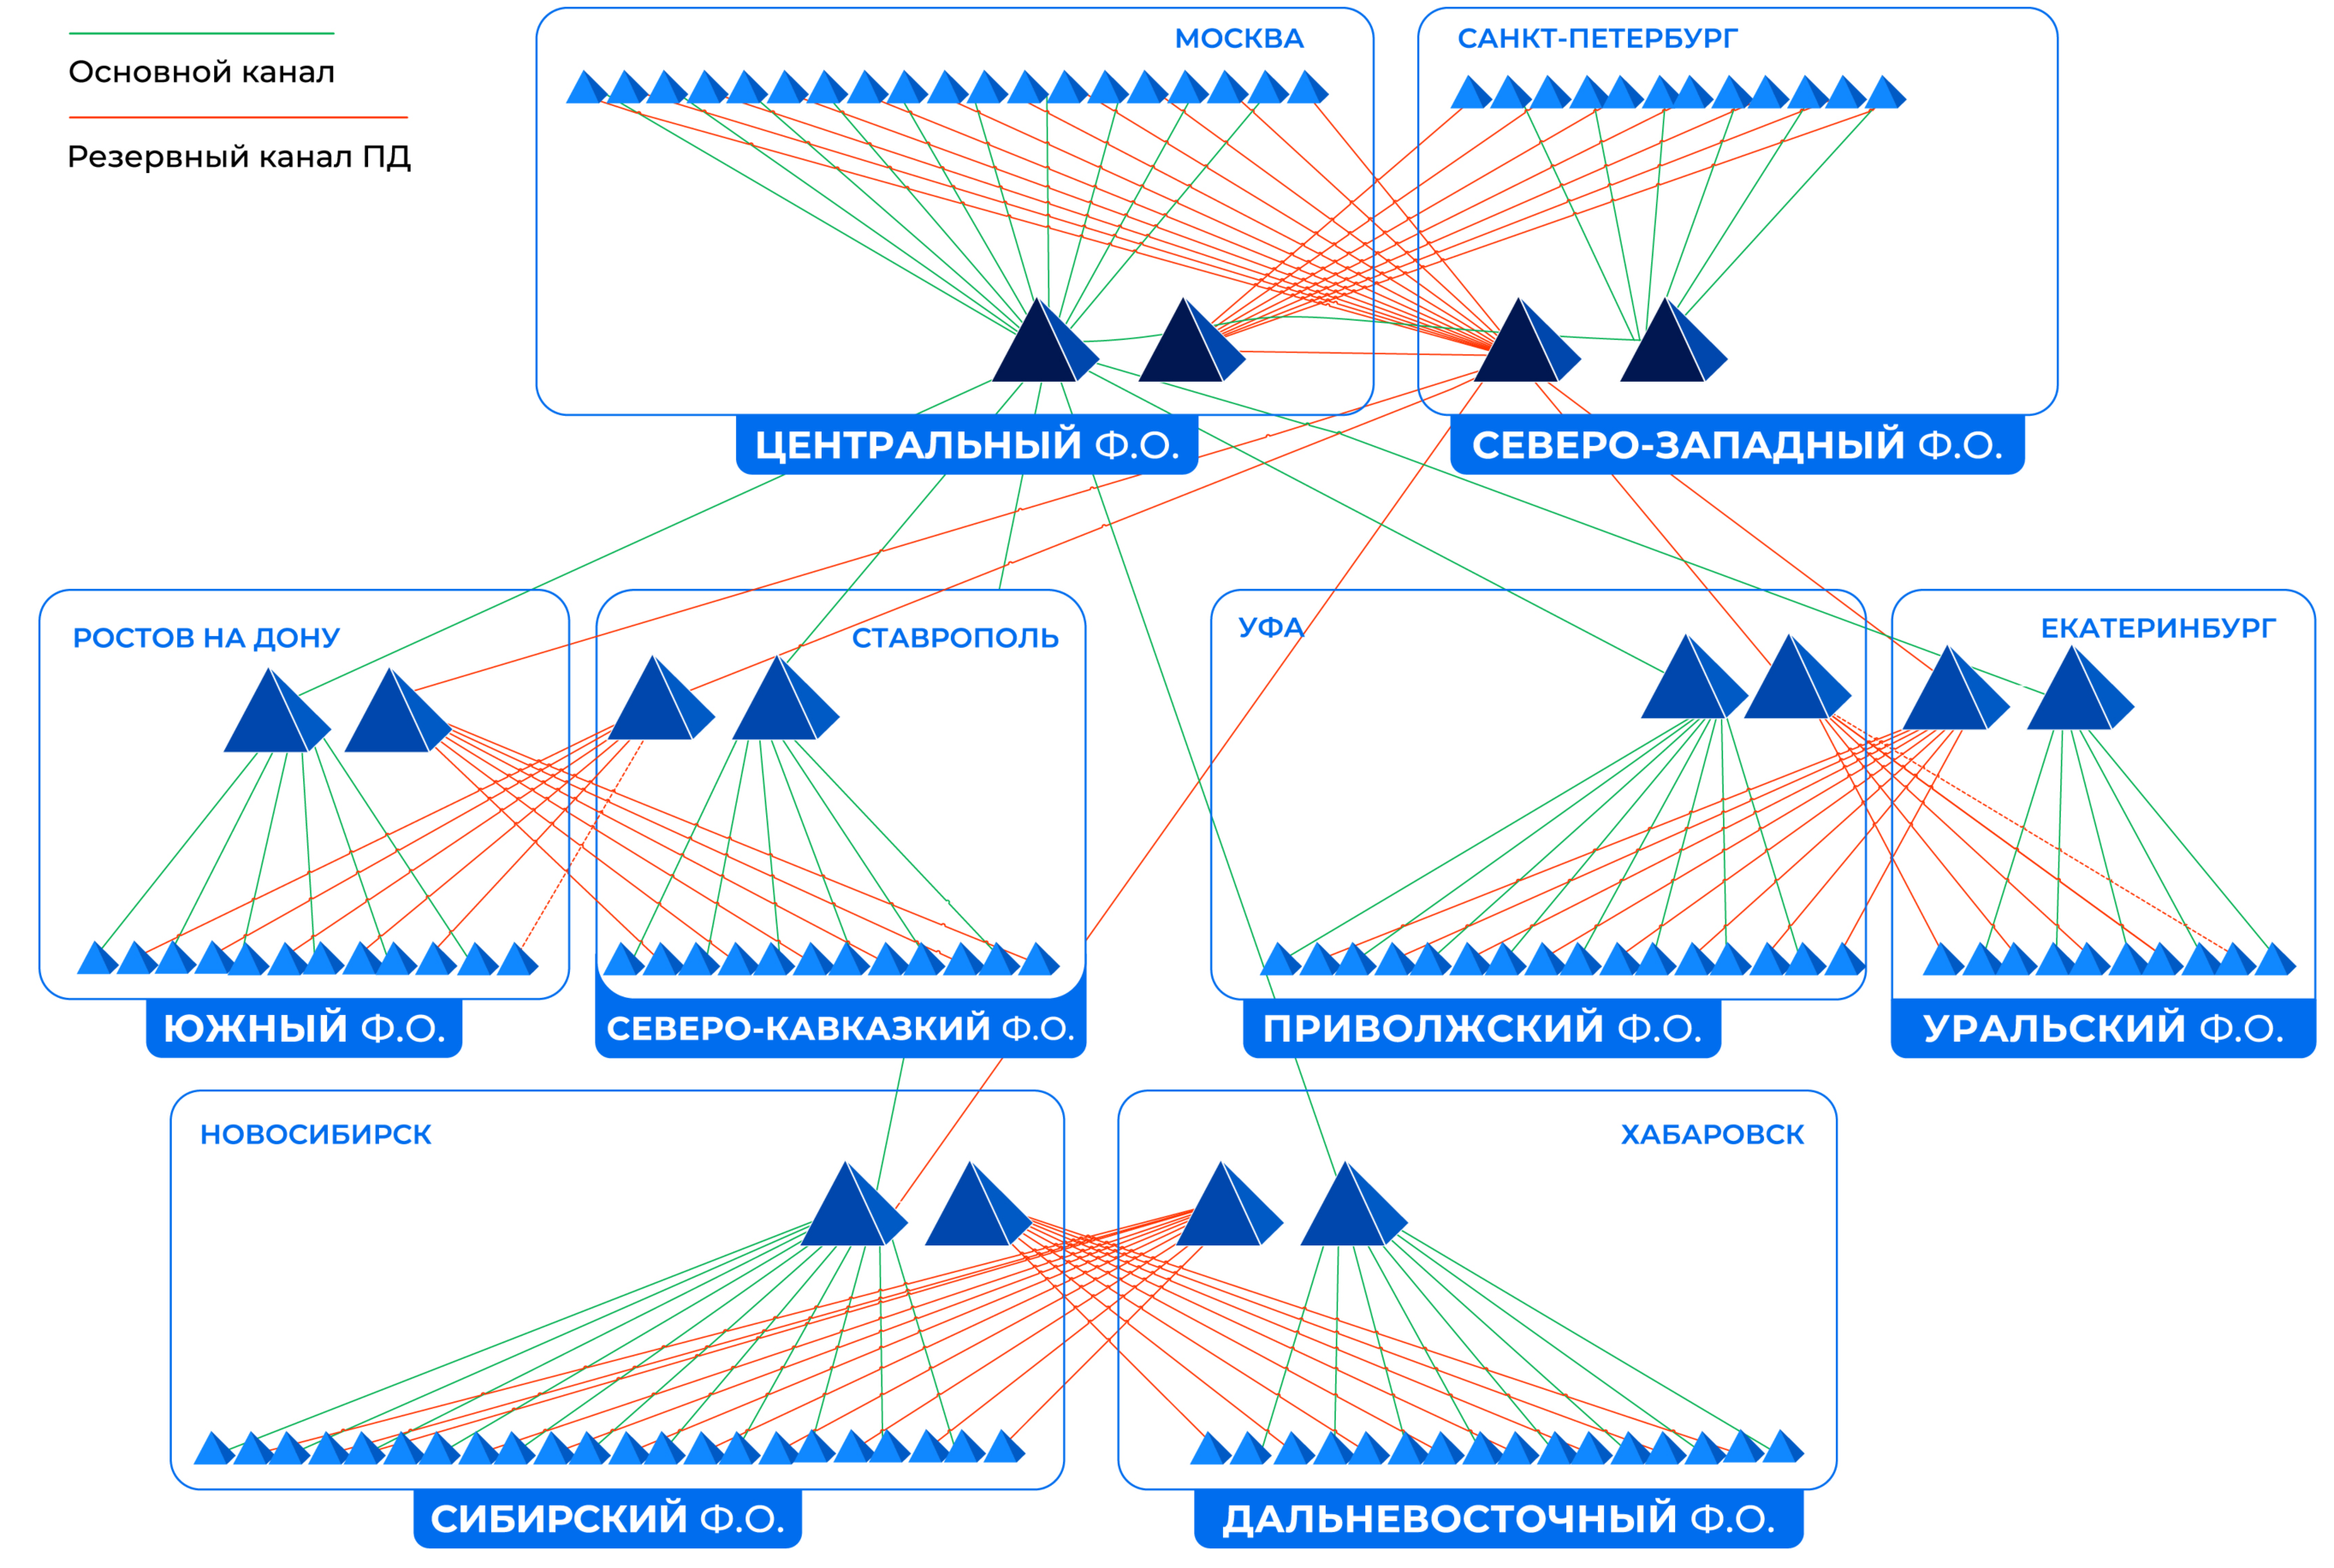 Основной канал
Резервный канал ПД
МОСКВА
САНКТ-ПЕТЕРБУРГ
ЦЕНТРАЛЬНЫЙ Ф.О.
СЕВЕРО-ЗАПАДНЫЙ Ф.О.
РОСТОВ НА ДОНУ
СТАВРОПОЛЬ
УФА
ЕКАТЕРИНБУРГ
ЮЖНЫЙ Ф.О.
СЕВЕРО-КАВКАЗКИЙ Ф.О.
ПРИВОЛЖСКИЙ Ф.О.
УРАЛЬСКИЙ Ф.О.
НОВОСИБИРСК
ХАБАРОВСК
СИБИРСКИЙ Ф.О.
ДАЛЬНЕВОСТОЧНЫЙ Ф.О.